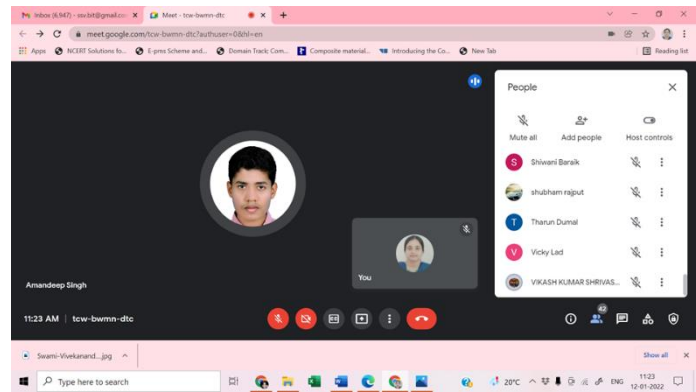 Inbox (6,947) - ssv.bit@gmail.co
Meet - tcw-bwmn-dtc
meet.google.com/tcw-bwmn-dtc?authuser=0&hl=en
Apps
NCERT Solutions fo...
E-pms Scheme and...
Domain Track: Com...
Composite material...
Introducing the Co...
New Tab
Reading list
People
Mute all
Add people
Host controls
S
Shiwani Baraik
shubham rajput
T
Tharun Dumal
V
Vicky Lad
VIKASH KUMAR SHRIVAS...
You
Amandeep Singh
11:23 AM | tcw-bwmn-dtc
42
Swami-Vivekanand....jpg
Show all
Type here to search
20°C
ENG
11:23
12-01-2022